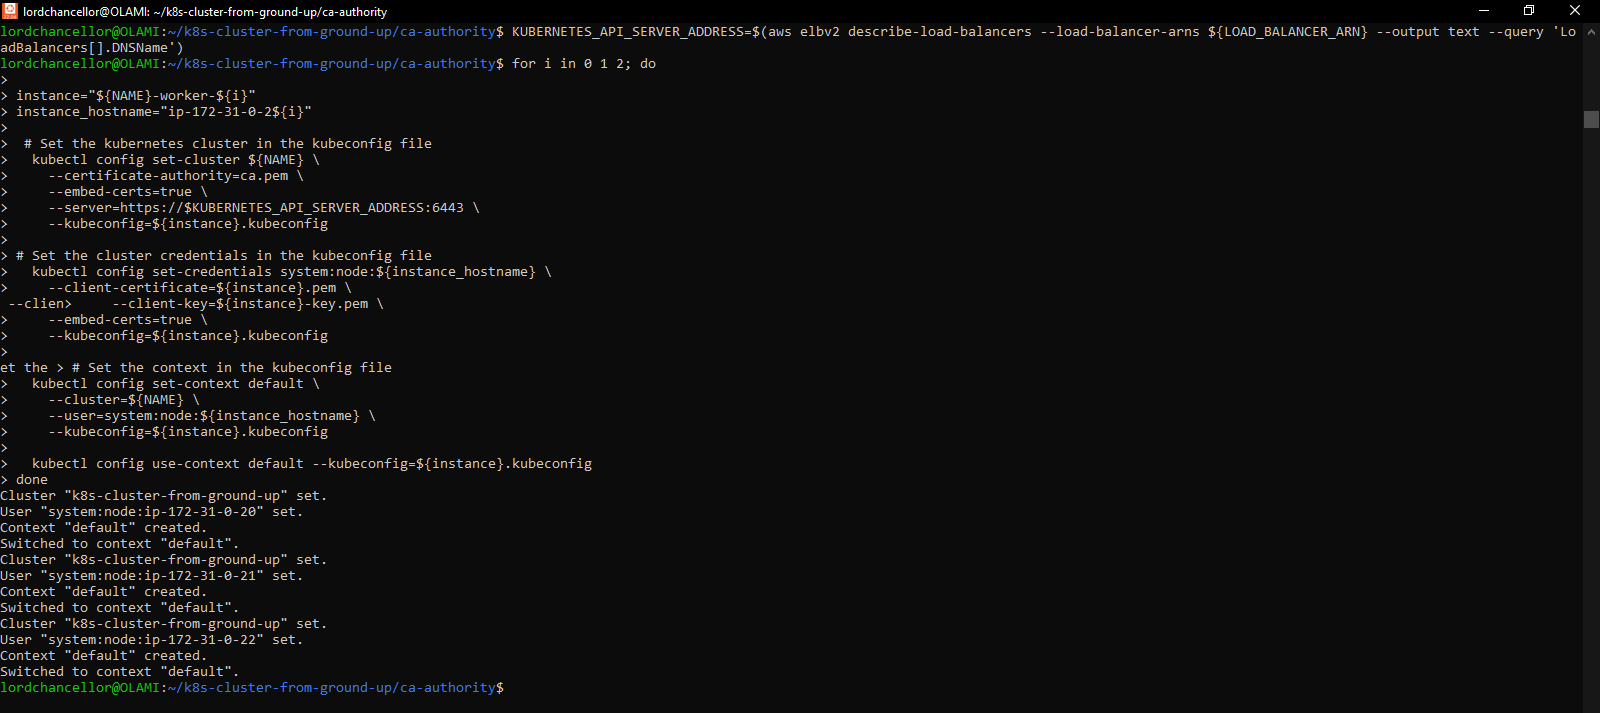 lordchancellor@OLAMI: ~/k8s-cluster-from-ground-up/ca-authority
lordchancellor@OLAMI:~/k8s-cluster-from-ground-up/ca-authority$ KUBERNETES_API_SERVER_ADDRESS=$(aws elbv2 describe-load-balancers --load-balancer-arns ${LOAD_BALANCER_ARN} --output text --query 'Lo
adBalancers[].DNSName')
lordchancellor@OLAMI:~/k8s-cluster-from-ground-up/ca-authority$ for i in 0 1 2; do
>
> instance="${NAME}-worker-${i}"
> instance_hostname="ip-172-31-0-2${i}"
>
>  # Set the kubernetes cluster in the kubeconfig file
>   kubectl config set-cluster ${NAME} \
>     --certificate-authority=ca.pem \
>     --embed-certs=true \
>     --server=https://$KUBERNETES_API_SERVER_ADDRESS:6443 \
>     --kubeconfig=${instance}.kubeconfig
>
> # Set the cluster credentials in the kubeconfig file
>   kubectl config set-credentials system:node:${instance_hostname} \
>     --client-certificate=${instance}.pem \
 --clien>     --client-key=${instance}-key.pem \
>     --embed-certs=true \
>     --kubeconfig=${instance}.kubeconfig
>
et the > # Set the context in the kubeconfig file
>   kubectl config set-context default \
>     --cluster=${NAME} \
>     --user=system:node:${instance_hostname} \
>     --kubeconfig=${instance}.kubeconfig
>
>   kubectl config use-context default --kubeconfig=${instance}.kubeconfig
> done
Cluster "k8s-cluster-from-ground-up" set.
User "system:node:ip-172-31-0-20" set.
Context "default" created.
Switched to context "default".
Cluster "k8s-cluster-from-ground-up" set.
User "system:node:ip-172-31-0-21" set.
Context "default" created.
Switched to context "default".
Cluster "k8s-cluster-from-ground-up" set.
User "system:node:ip-172-31-0-22" set.
Context "default" created.
Switched to context "default".
lordchancellor@OLAMI:~/k8s-cluster-from-ground-up/ca-authority$